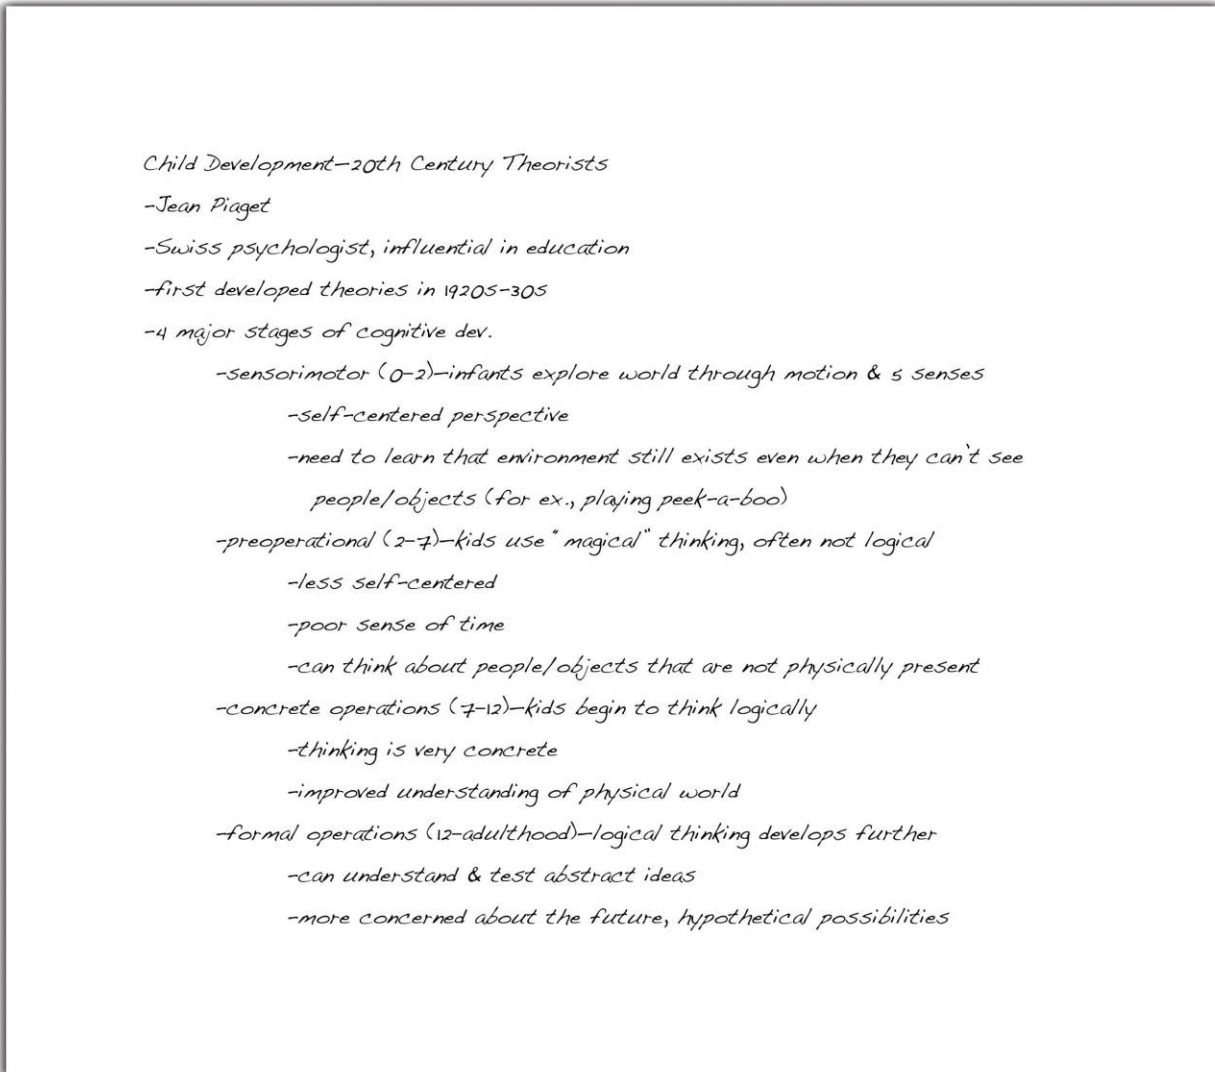 Child Development—20th Century Theorists
-Jean Piaget
-Swiss psychologist, influential in education
-first developed theories in 1920s-30s
-4 major stages of cognitive dev.
-sensorimotor (0-2)—infants explore world through motion & 5 senses
-self-centered perspective
-need to learn that environment still exists even when they can't see
people/objects (for ex., playing peek-a-boo)
-preoperational (2-7)—kids use "magical" thinking, often not logical
-less self-centered
-poor sense of time
-can think about people/objects that are not physically present
-concrete operations (7-12)—kids begin to think logically
-thinking is very concrete
-improved understanding of physical world
-formal operations (12-adulthood)—logical thinking develops further
-can understand & test abstract ideas
-more concerned about the future, hypothetical possibilities